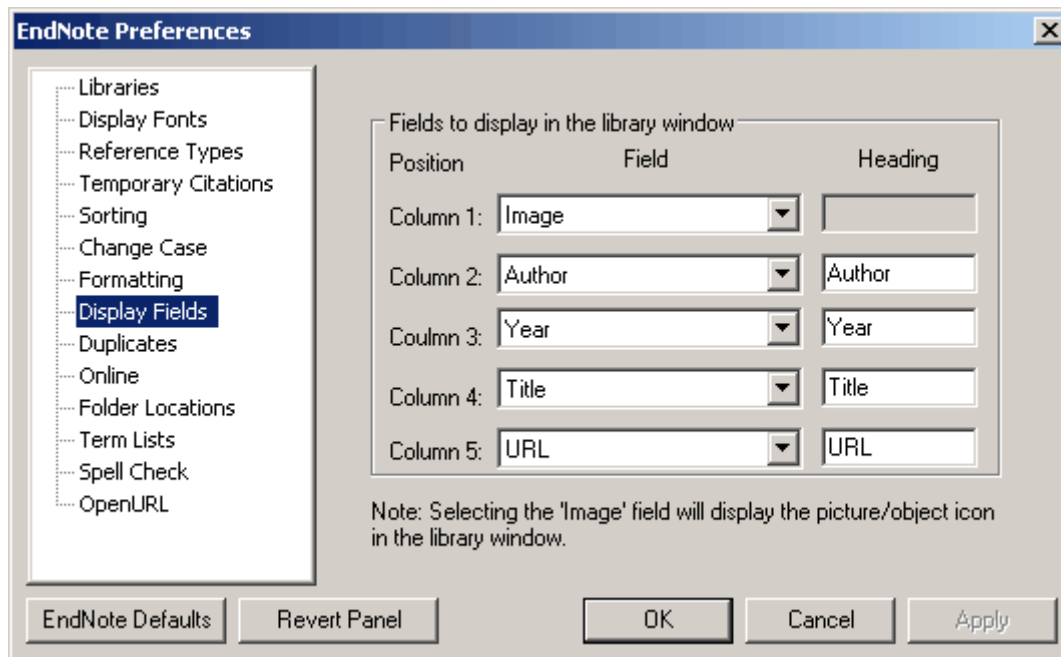 EndNote Preferences
Libraries
Display Fonts
Reference Types
Temporary Citations
Sorting
Change Case
Formatting
Display Fields
Duplicates
Online
Folder Locations
Term Lists
Spell Check
OpenURL
Fields to display in the library window
Position Field Heading
Column 1: Image
Column 2: Author Author
Coulmn 3: Year Year
Column 4: Title Title
Column 5: URL URL
Note: Selecting the 'Image' field will display the picture/object icon
in the library window.
EndNote Defaults Revert Panel OK Cancel Apply